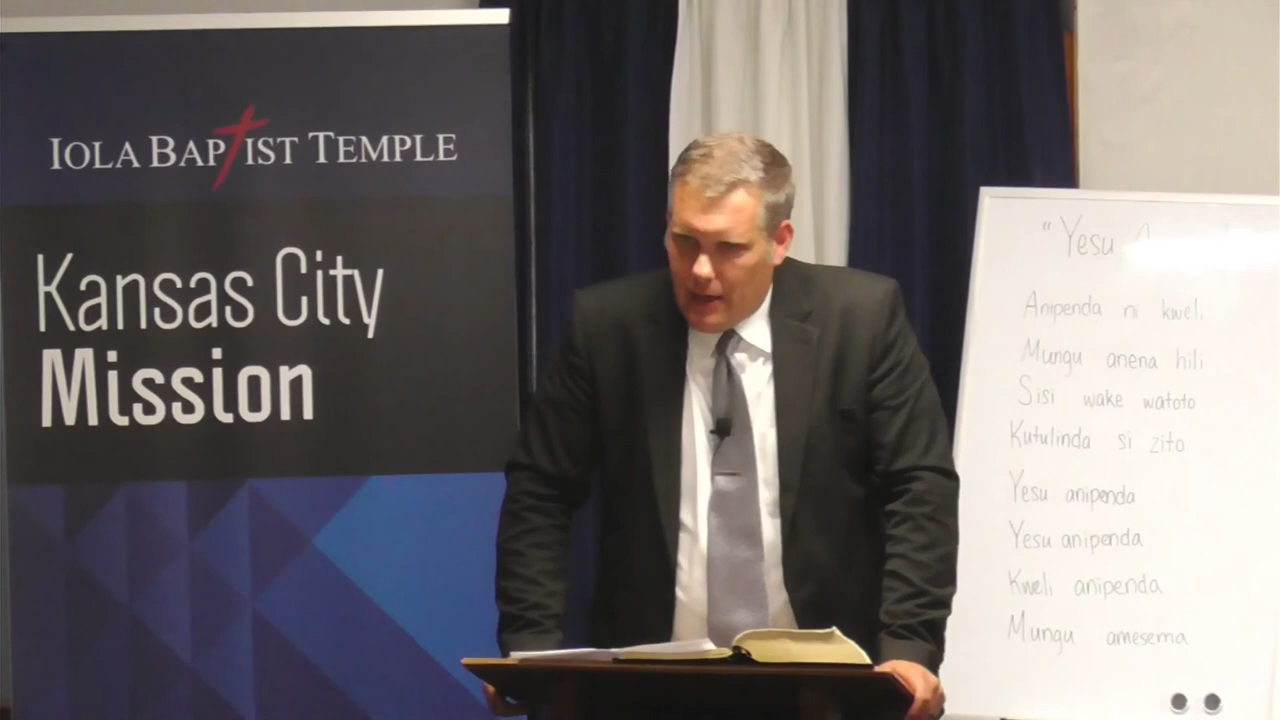 IOLA BAPTIST TEMPLE
Kansas City
Mission
"Yesu
Anipenda ni kweli
Mungu anena hili
Sisi wake watoto
Kutulinda si zito
Yesu anipenda
Yesu anipenda
Kweli anipenda
Mungu amesema